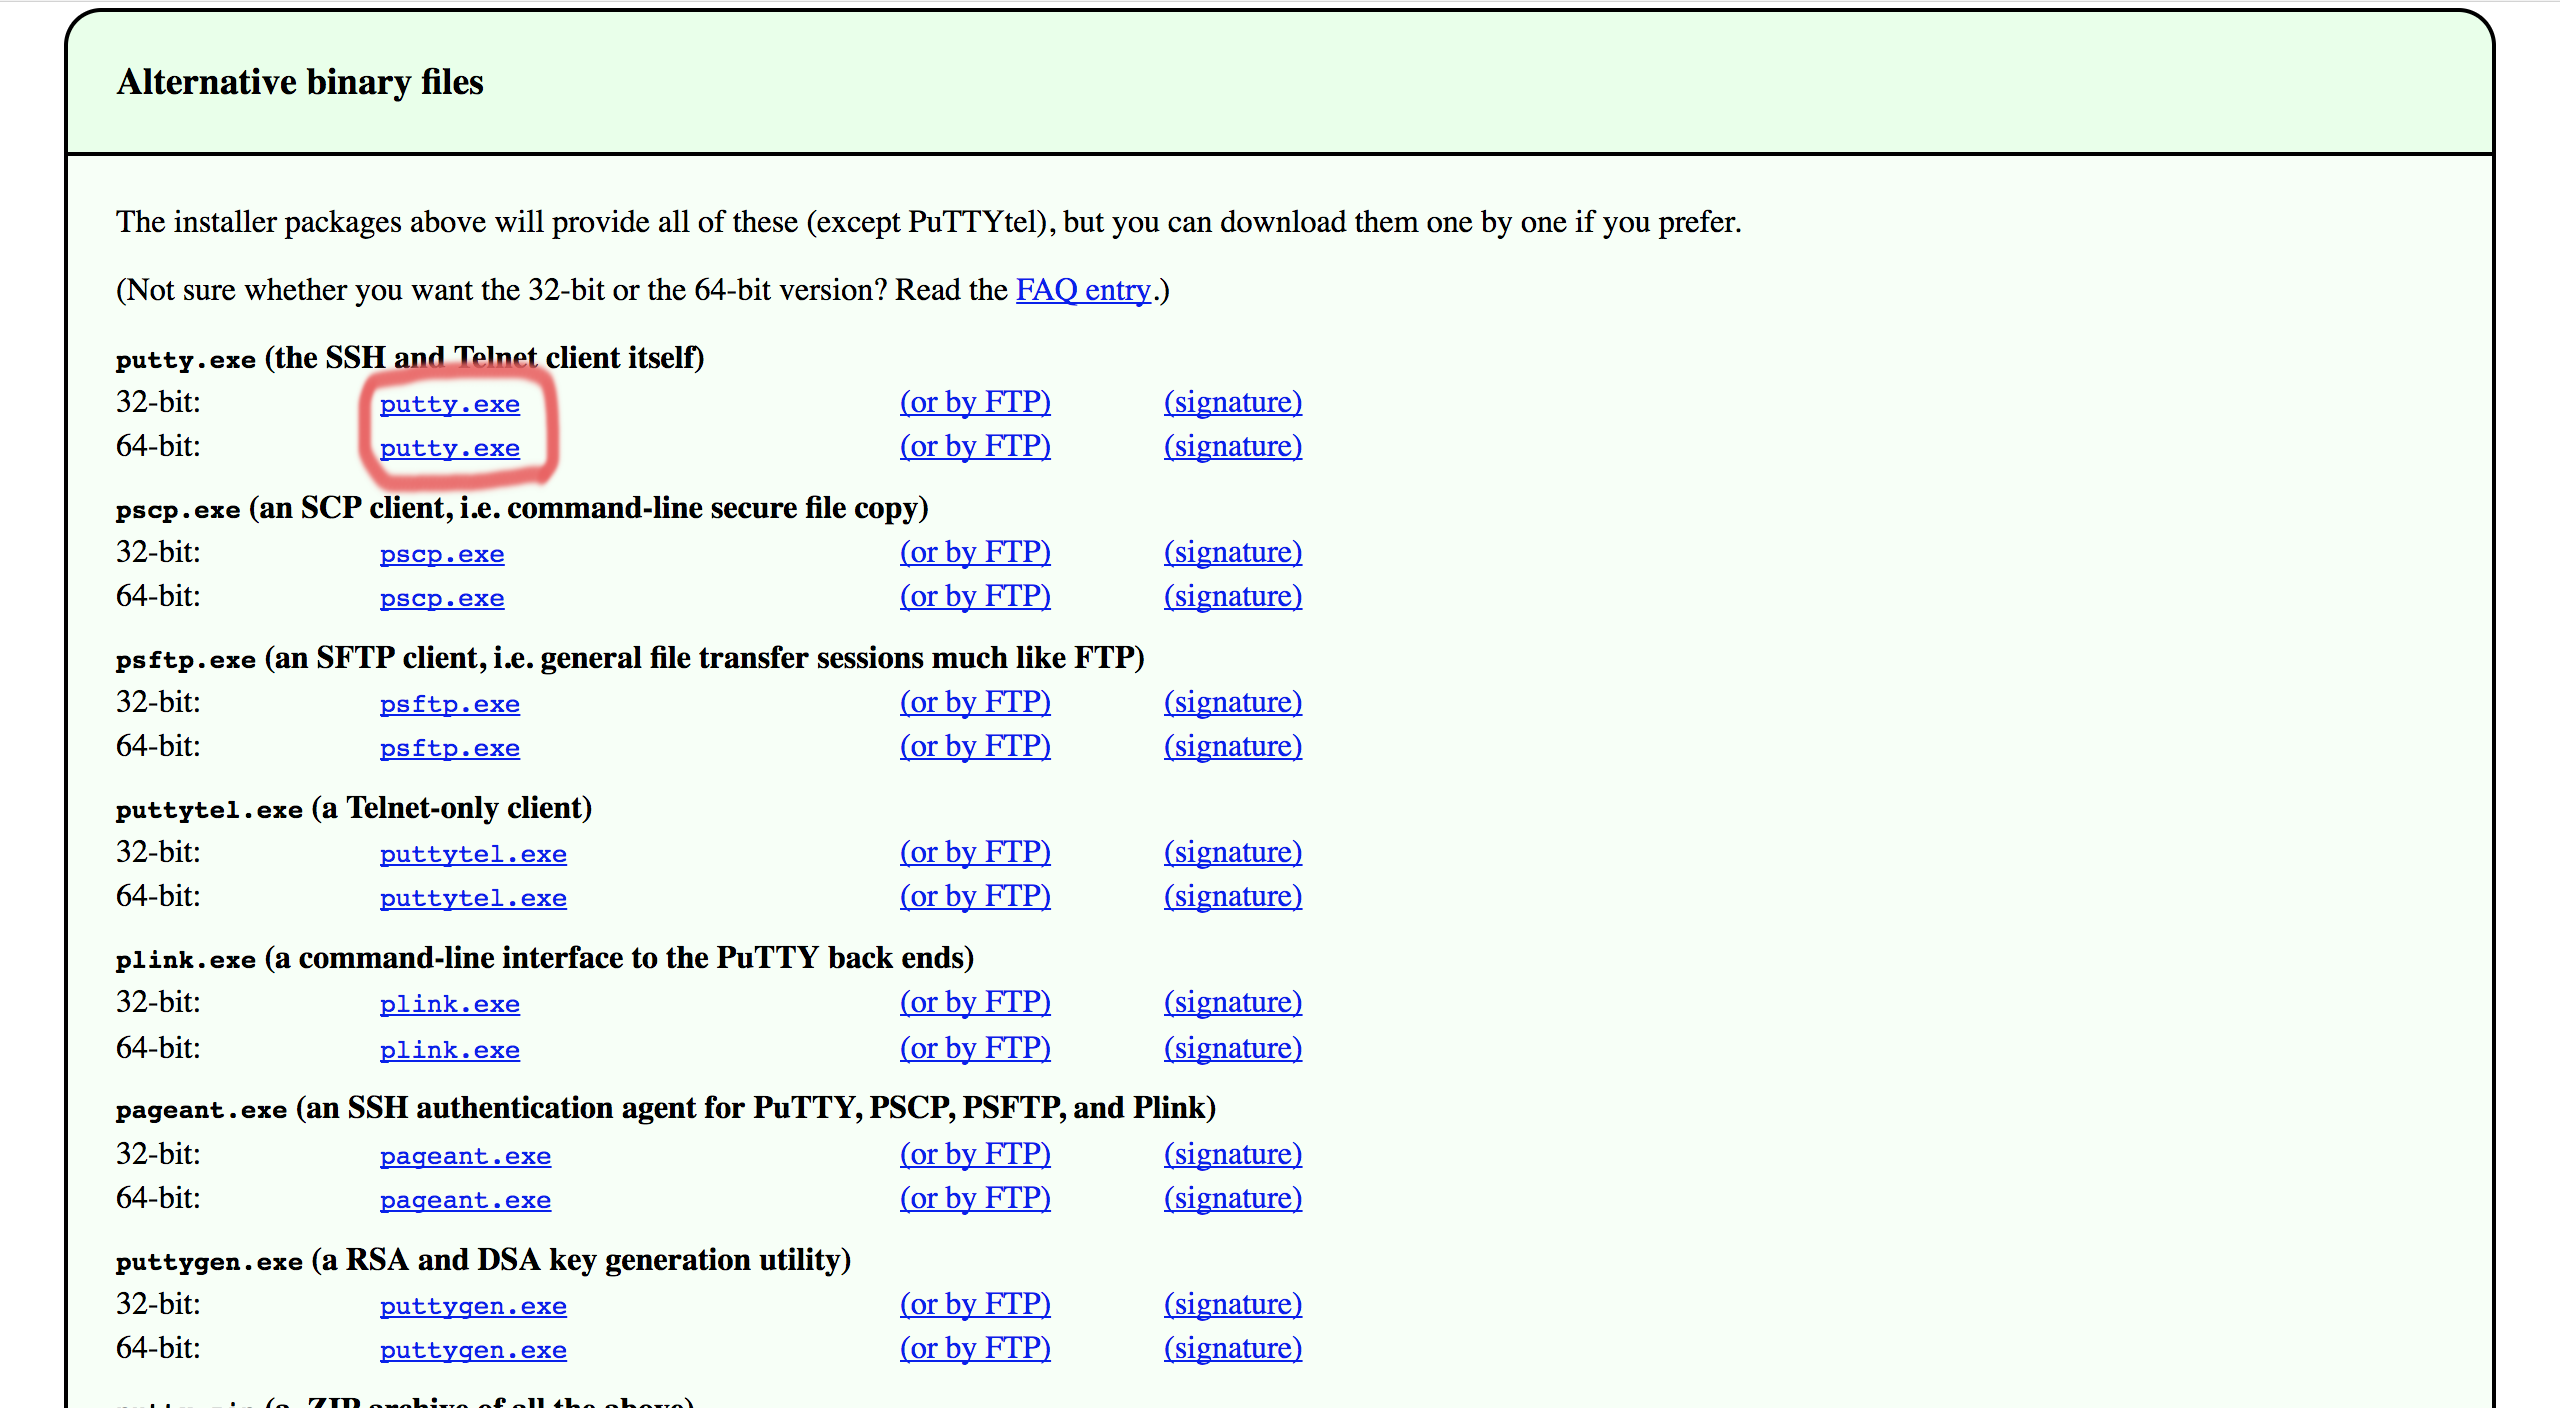 Alternative binary files
The installer packages above will provide all of these (except PuTTYtel), but you can download them one by one if you prefer.
(Not sure whether you want the 32-bit or the 64-bit version? Read the FAQ entry.)
putty.exe (the SSH and Telnet client itself)
32-bit: putty.exe (or by FTP) (signature)
64-bit: putty.exe (or by FTP) (signature)
pscp.exe (an SCP client, i.e. command-line secure file copy)
32-bit: pscp.exe (or by FTP) (signature)
64-bit: pscp.exe (or by FTP) (signature)
psftp.exe (an SFTP client, i.e. general file transfer sessions much like FTP)
32-bit: psftp.exe (or by FTP) (signature)
64-bit: psftp.exe (or by FTP) (signature)
puttytel.exe (a Telnet-only client)
32-bit: puttytel.exe (or by FTP) (signature)
64-bit: puttytel.exe (or by FTP) (signature)
plink.exe (a command-line interface to the PuTTY back ends)
32-bit: plink.exe (or by FTP) (signature)
64-bit: plink.exe (or by FTP) (signature)
pageant.exe (an SSH authentication agent for PuTTY, PSCP, PSFTP, and Plink)
32-bit: pageant.exe (or by FTP) (signature)
64-bit: pageant.exe (or by FTP) (signature)
puttygen.exe (a RSA and DSA key generation utility)
32-bit: puttygen.exe (or by FTP) (signature)
64-bit: puttygen.exe (or by FTP) (signature)
putty.zip (a .ZIP archive of all the above)